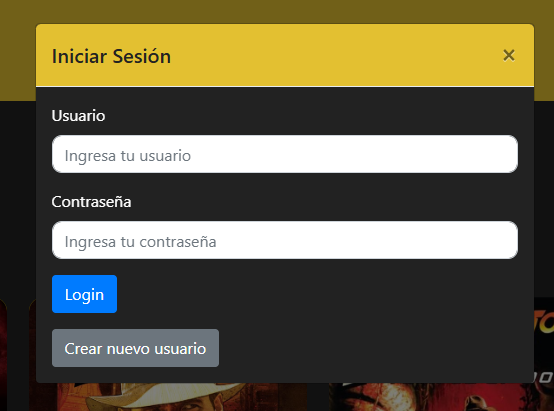 Iniciar Sesión ×
Usuario
Ingresa tu usuario
Contraseña
Ingresa tu contraseña
Login
Crear nuevo usuario